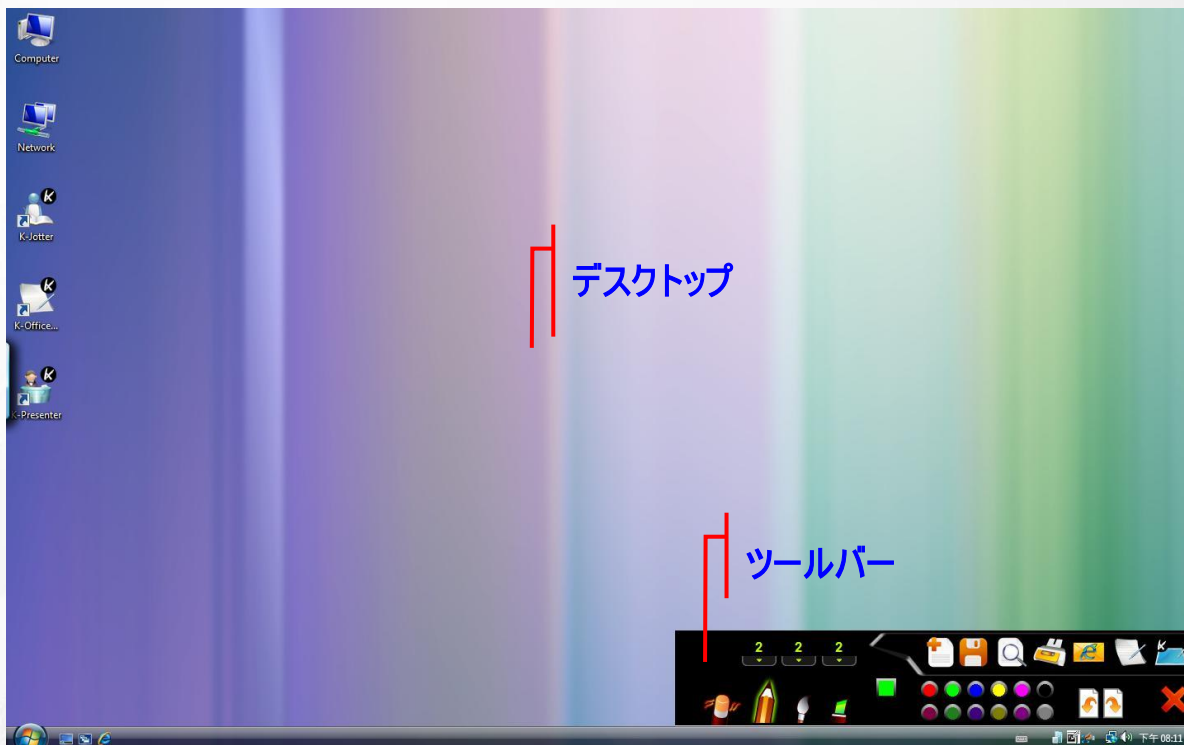 Computer
Network
K-Jotter
K-Office...
K-Presenter
デスクトップ
ツールバー
2 2 2
下午 08:11